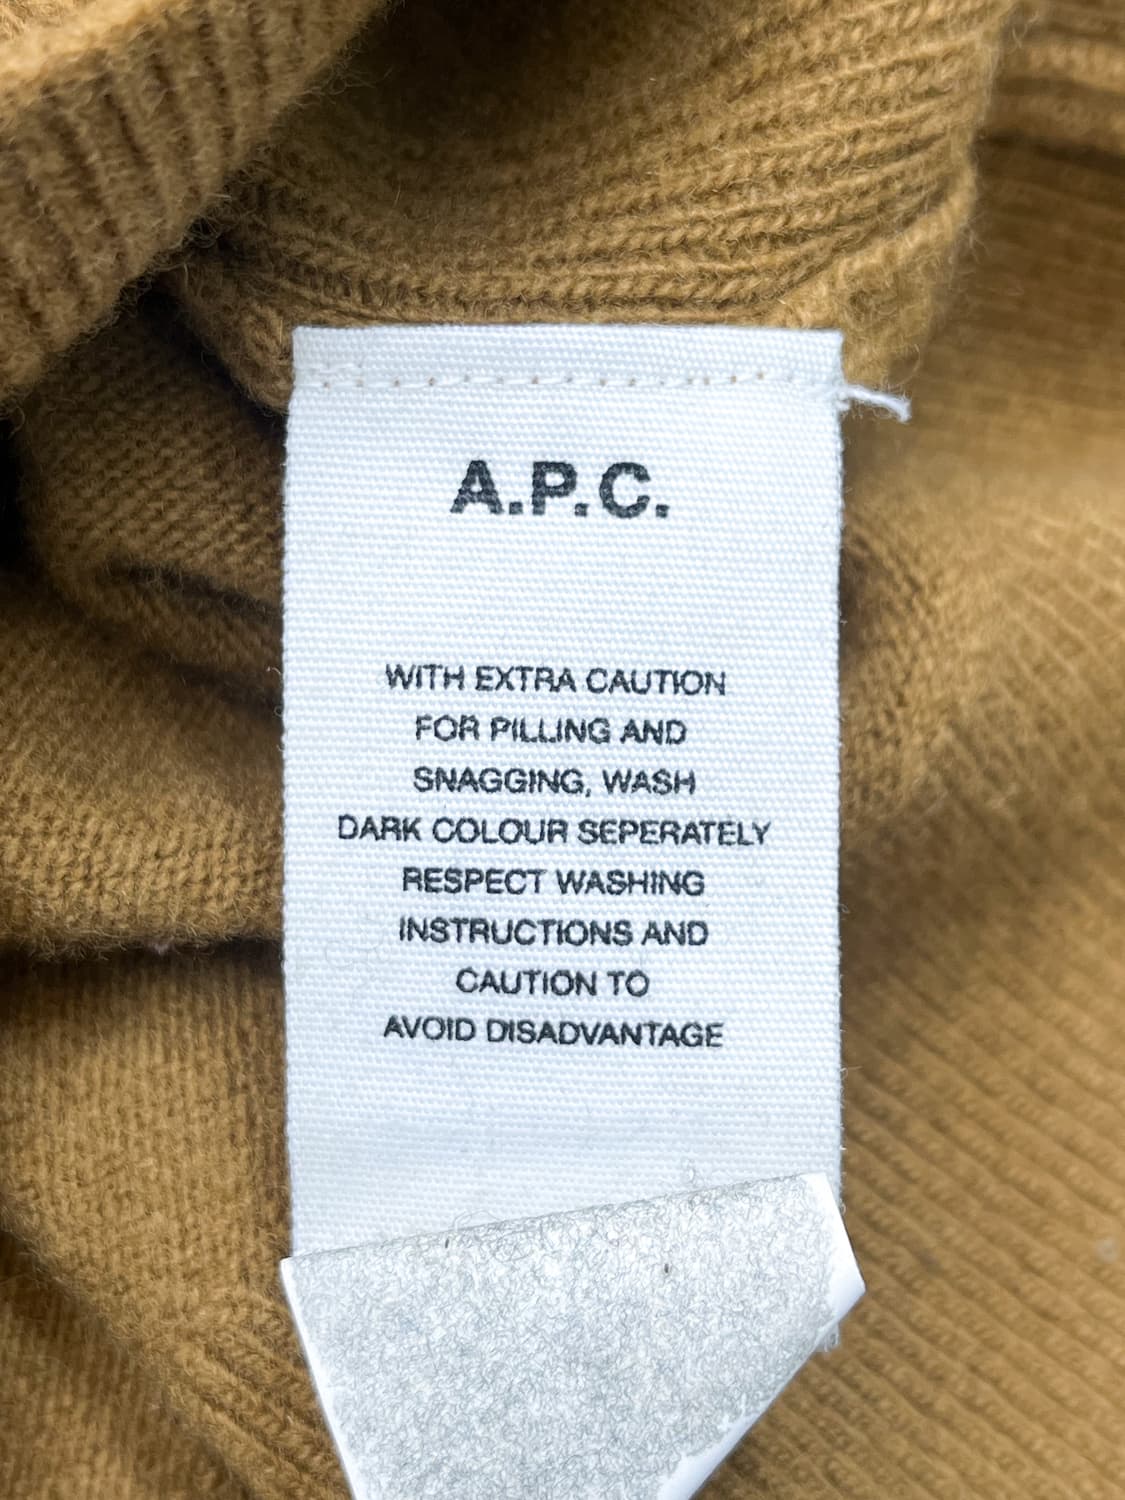 A.P.C.
WITH EXTRA CAUTION
FOR PILLING AND
SNAGGING, WASH
DARK COLOUR SEPERATELY
RESPECT WASHING
INSTRUCTIONS AND
CAUTION TO
AVOID DISADVANTAGE